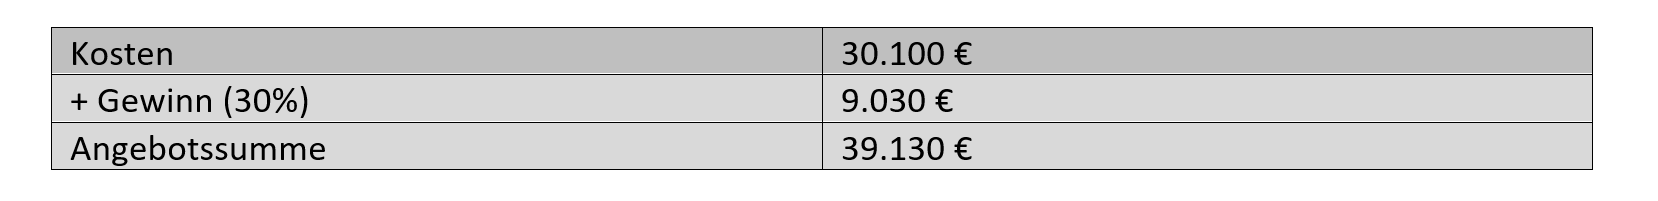 Kosten 30.100 €
+ Gewinn (30%) 9.030 €
Angebotssumme 39.130 €